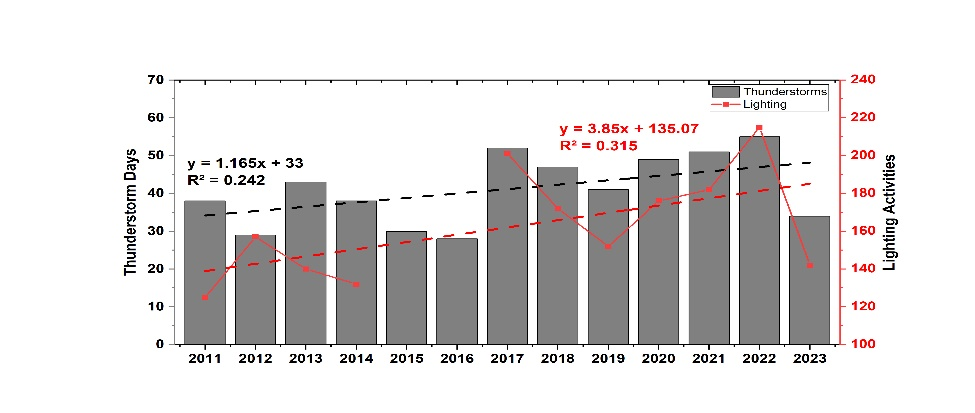 70
60
50
40
30
20
10
0
Thunderstorm Days
y = 1.165x + 33
R² = 0.242
y = 3.85x + 135.07
R² = 0.315
Thunderstorms
Lighting
240
220
200
180
160
140
120
100
Lighting Activities
2011 2012 2013 2014 2015 2016 2017 2018 2019 2020 2021 2022 2023